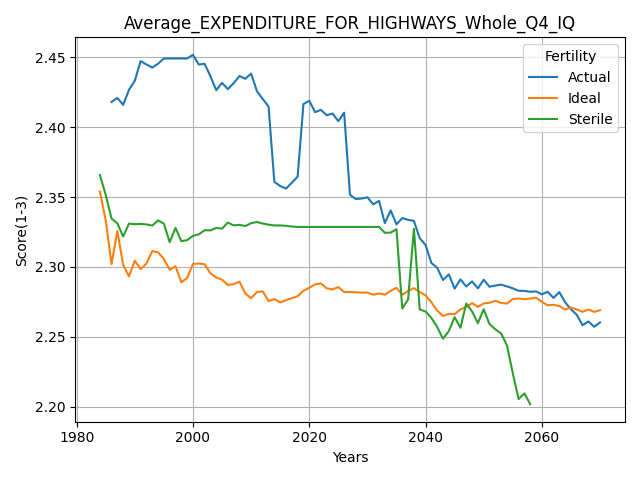 Average_EXPENDITURE_FOR_HIGHWAYS_Whole_Q4_IQ
Fertility
Actual
Ideal
Sterile
Score(1-3)
2.45
2.40
2.35
2.30
2.25
2.20
1980
2000
2020
2040
2060
Years